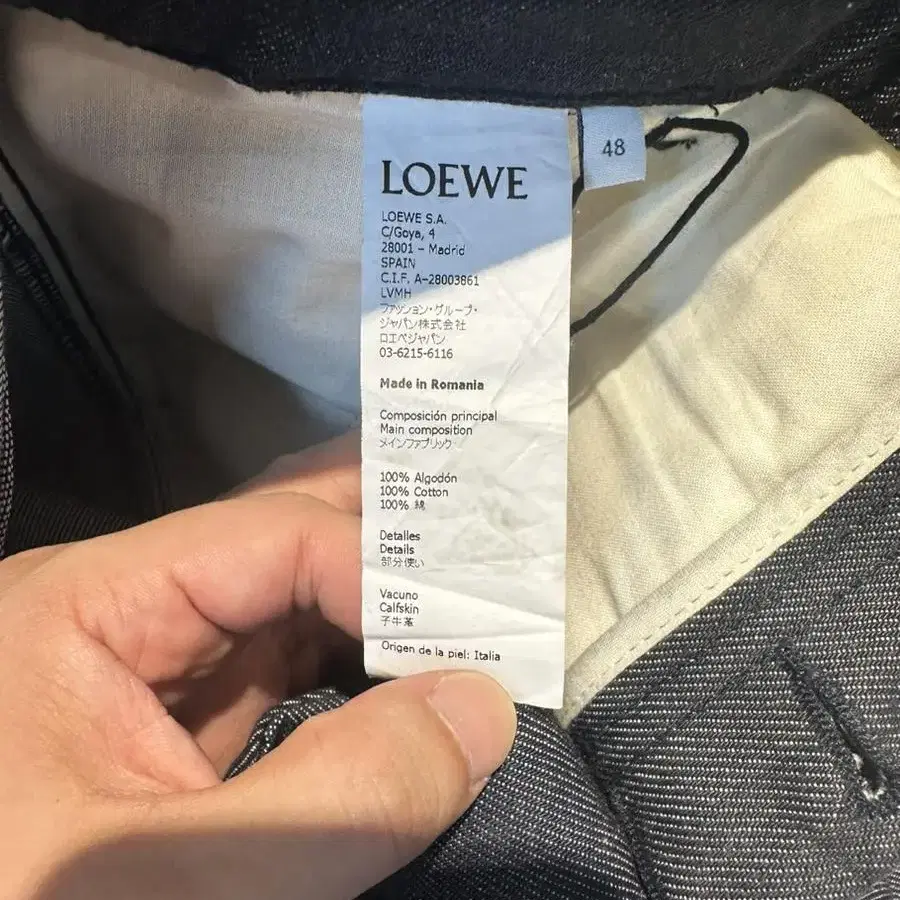 LOEWE
48
LOEWE S.A.
C/Goya, 4
28001 - Madrid
SPAIN
C.I.F. A-28003861
LVMH
ファッション・グループ・
ジャパン株式会社
ロエベジャパン
03-6215-6116
Made in Romania
Composición principal
Main composition
メインファブリック
100% Algodón
100% Cotton
100% 綿
Detalles
Details
部分使い
Vacuno
Calfskin
子牛革
Origen de la piel: Italia